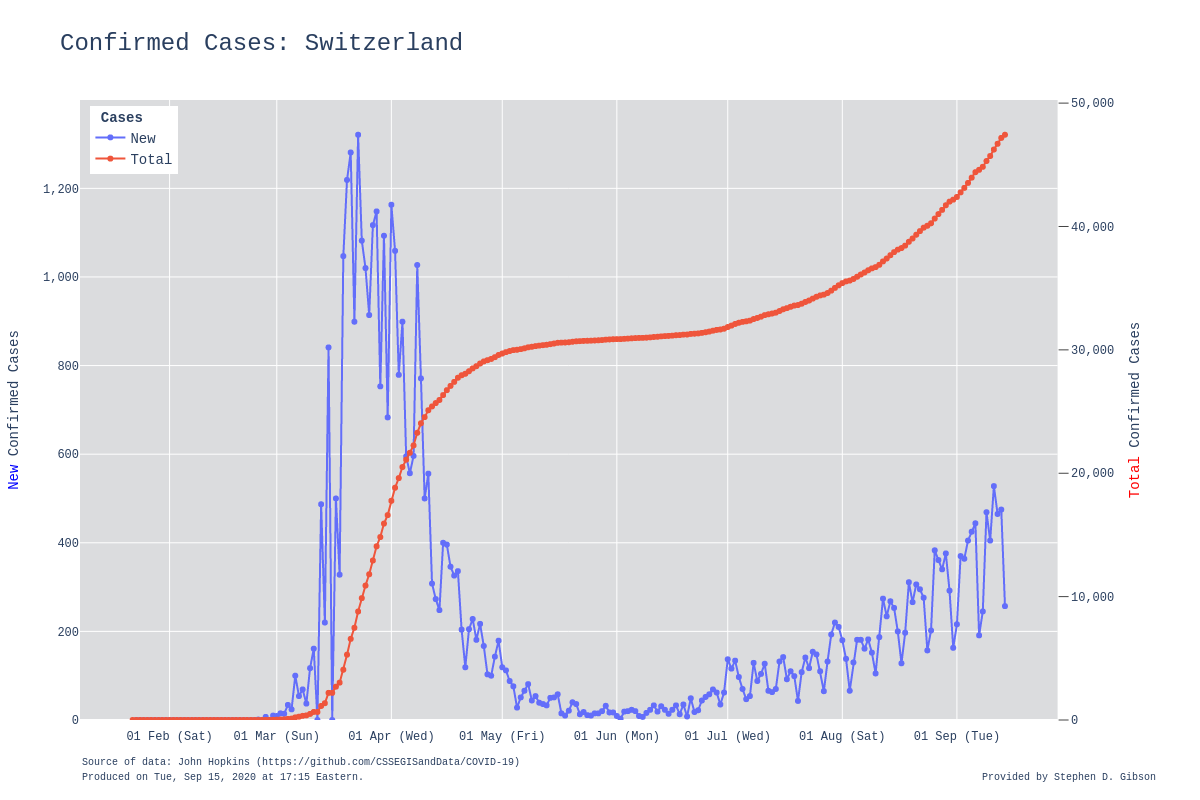 Confirmed Cases: Switzerland
Cases
New
Total
1,200
1,000
800
600
400
200
0
New Confirmed Cases
50,000
40,000
30,000
20,000
10,000
0
Total Confirmed Cases
01 Feb (Sat)
01 Mar (Sun)
01 Apr (Wed)
01 May (Fri)
01 Jun (Mon)
01 Jul (Wed)
01 Aug (Sat)
01 Sep (Tue)
Source of data: John Hopkins (https://github.com/CSSEGISandData/COVID-19)
Produced on Tue, Sep 15, 2020 at 17:15 Eastern.
Provided by Stephen D. Gibson